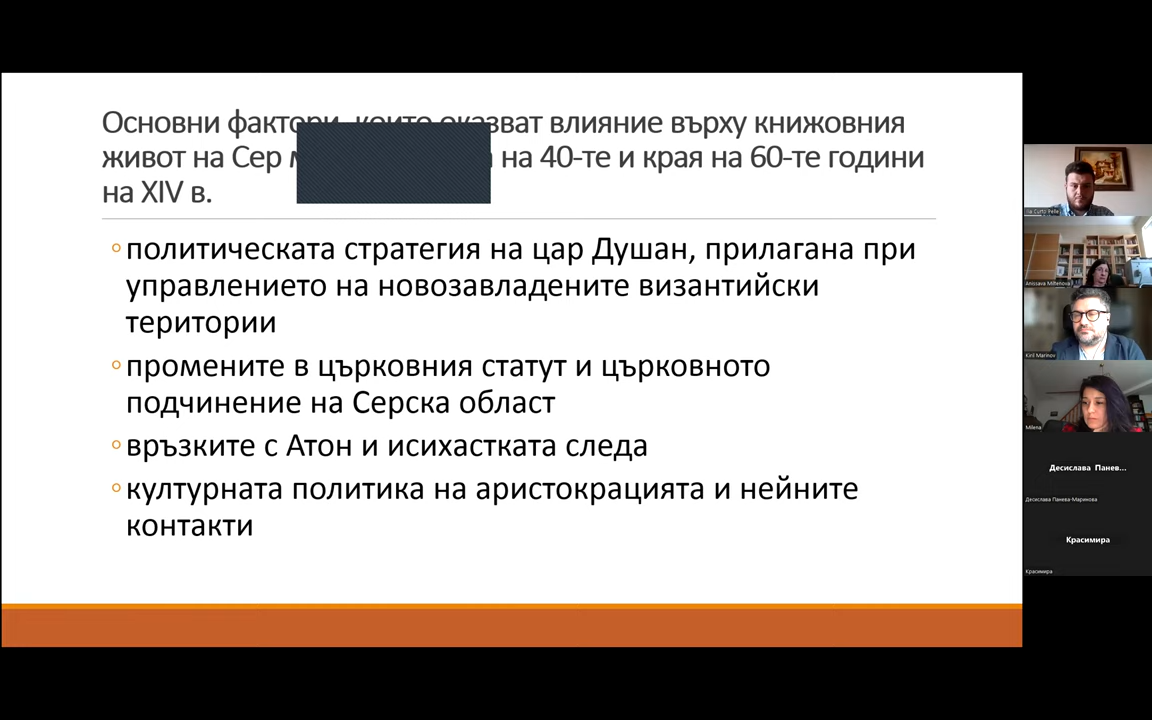 Основни фактори, които оказват влияние върху книжовния
живот на Сер на 40-те и края на 60-те години
на XIV в.
политическата стратегия на цар Душан, прилагана при
управлението на новозавладените византийски
територии
промените в църковния статут и църковното
подчинение на Серска област
връзките с Атон и исихастката следа
културната политика на аристокрацията и нейните
контакти
Anissava Miltenova
Kiril Marinov
Milena
Десислава Панев...
Десислава Панева-Маринова
Красимира
Красимира